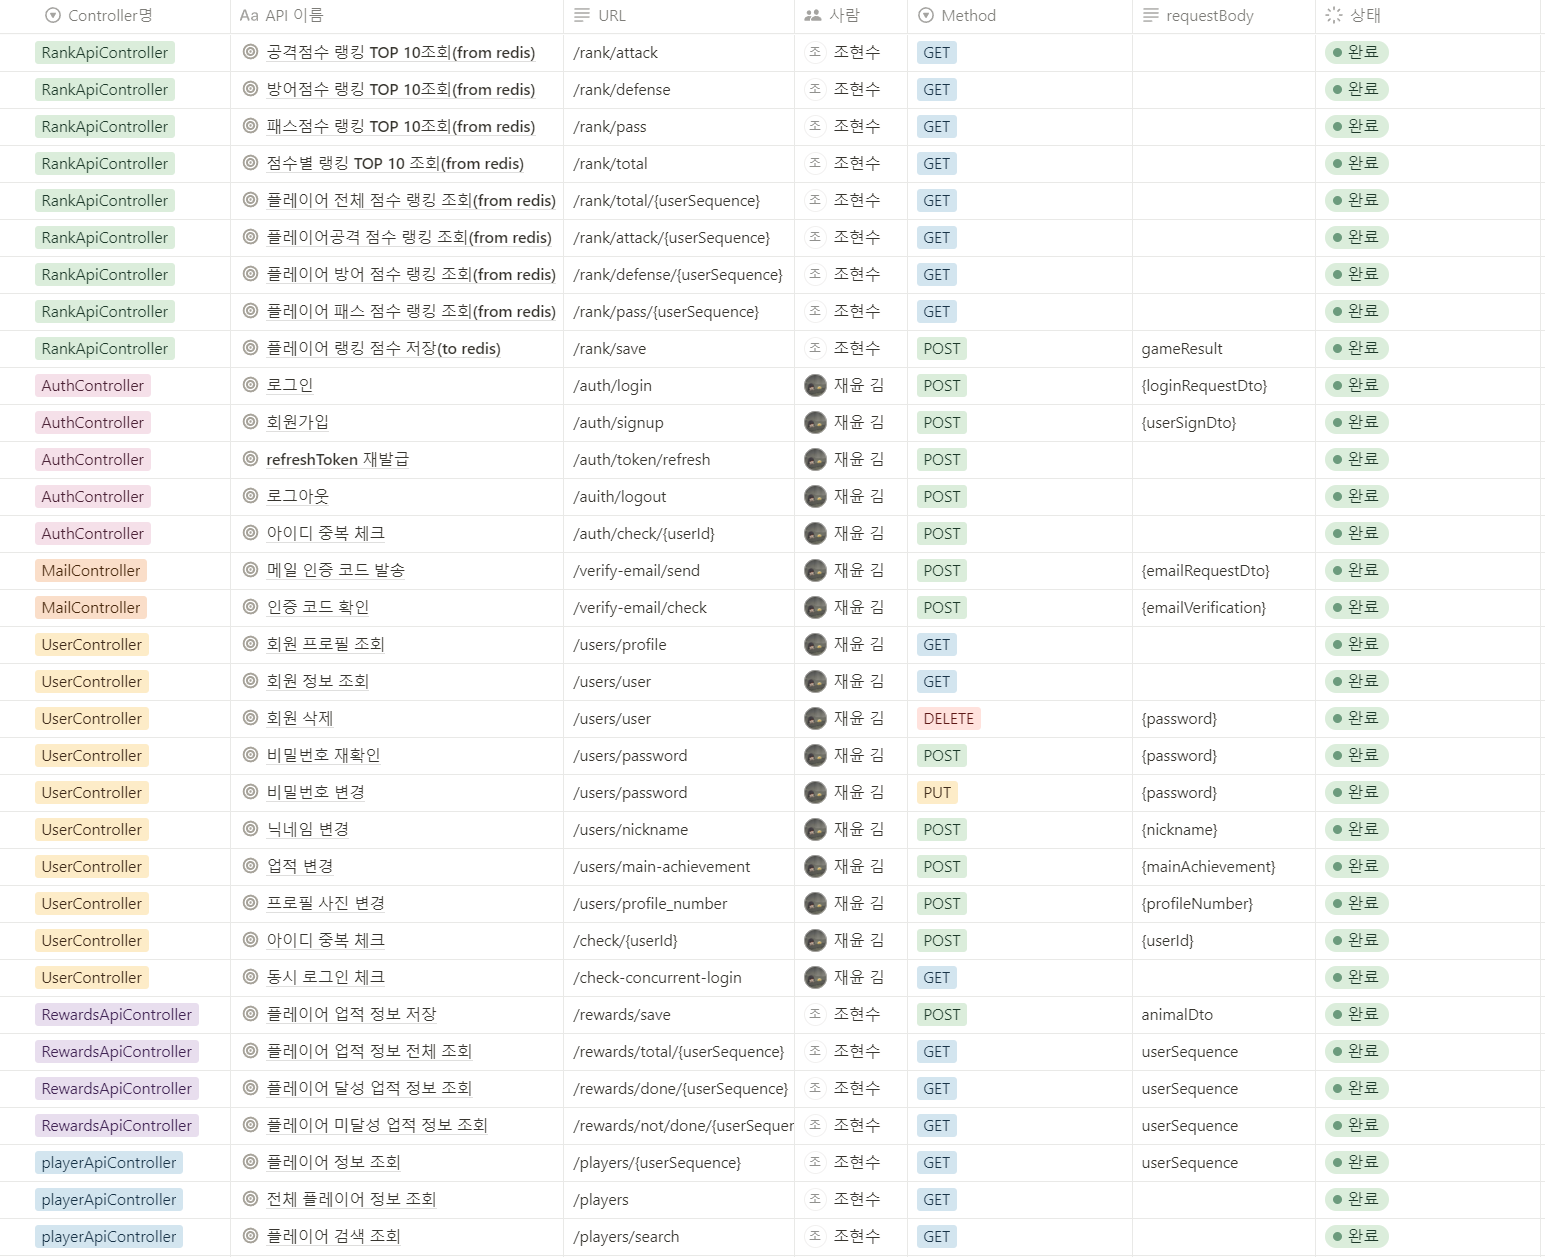 Controller명 Aa API 이름 URL 사람 Method requestBody 상태
RankApiController 공격점수 랭킹 TOP 10조회(from redis) /rank/attack 조 조현수 GET 완료
RankApiController 방어점수 랭킹 TOP 10조회(from redis) /rank/defense 조 조현수 GET 완료
RankApiController 패스점수 랭킹 TOP 10조회(from redis) /rank/pass 조 조현수 GET 완료
RankApiController 점수별 랭킹 TOP 10 조회(from redis) /rank/total 조 조현수 GET 완료
RankApiController 플레이어 전체 점수 랭킹 조회(from redis) /rank/total/{userSequence} 조 조현수 GET 완료
RankApiController 플레이어공격 점수 랭킹 조회(from redis) /rank/attack/{userSequence} 조 조현수 GET 완료
RankApiController 플레이어 방어 점수 랭킹 조회(from redis) /rank/defense/{userSequence} 조 조현수 GET 완료
RankApiController 플레이어 패스 점수 랭킹 조회(from redis) /rank/pass/{userSequence} 조 조현수 GET 완료
RankApiController 플레이어 랭킹 점수 저장(to redis) /rank/save 조 조현수 POST gameResult 완료
AuthController 로그인 /auth/login 재윤 김 POST {loginRequestDto} 완료
AuthController 회원가입 /auth/signup 재윤 김 POST {userSignDto} 완료
AuthController refreshToken 재발급 /auth/token/refresh 재윤 김 POST 완료
AuthController 로그아웃 /auith/logout 재윤 김 POST 완료
AuthController 아이디 중복 체크 /auth/check/{userId} 재윤 김 POST 완료
MailController 메일 인증 코드 발송 /verify-email/send 재윤 김 POST {emailRequestDto} 완료
MailController 인증 코드 확인 /verify-email/check 재윤 김 POST {emailVerification} 완료
UserController 회원 프로필 조회 /users/profile 재윤 김 GET 완료
UserController 회원 정보 조회 /users/user 재윤 김 GET 완료
UserController 회원 삭제 /users/user 재윤 김 DELETE {password} 완료
UserController 비밀번호 재확인 /users/password 재윤 김 POST {password} 완료
UserController 비밀번호 변경 /users/password 재윤 김 PUT {password} 완료
UserController 닉네임 변경 /users/nickname 재윤 김 POST {nickname} 완료
UserController 업적 변경 /users/main-achievement 재윤 김 POST {mainAchievement} 완료
UserController 프로필 사진 변경 /users/profile_number 재윤 김 POST {profileNumber} 완료
UserController 아이디 중복 체크 /check/{userId} 재윤 김 POST {userId} 완료
UserController 동시 로그인 체크 /check-concurrent-login 재윤 김 GET 완료
RewardsApiController 플레이어 업적 정보 저장 /rewards/save 조 조현수 POST animalDto 완료
RewardsApiController 플레이어 업적 정보 전체 조회 /rewards/total/{userSequence} 조 조현수 GET userSequence 완료
RewardsApiController 플레이어 달성 업적 정보 조회 /rewards/done/{userSequence} 조 조현수 GET userSequence 완료
RewardsApiController 플레이어 미달성 업적 정보 조회 /rewards/not/done/{userSequer 조 조현수 GET userSequence 완료
playerApiController 플레이어 정보 조회 /players/{userSequence} 조 조현수 GET userSequence 완료
playerApiController 전체 플레이어 정보 조회 /players 조 조현수 GET 완료
playerApiController 플레이어 검색 조회 /players/search 조 조현수 GET 완료